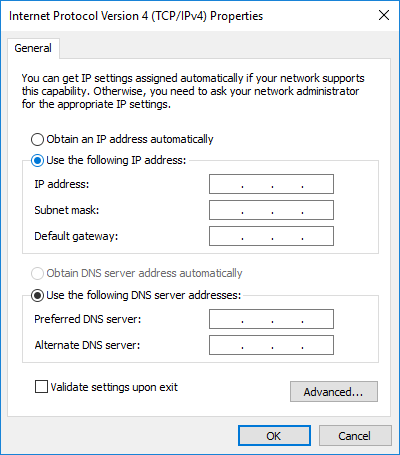 Internet Protocol Version 4 (TCP/IPv4) Properties
General
You can get IP settings assigned automatically if your network supports
this capability. Otherwise, you need to ask your network administrator
for the appropriate IP settings.
Obtain an IP address automatically
Use the following IP address:
IP address:
Subnet mask:
Default gateway:
Obtain DNS server address automatically
Use the following DNS server addresses:
Preferred DNS server:
Alternate DNS server:
Validate settings upon exit
Advanced...
OK
Cancel